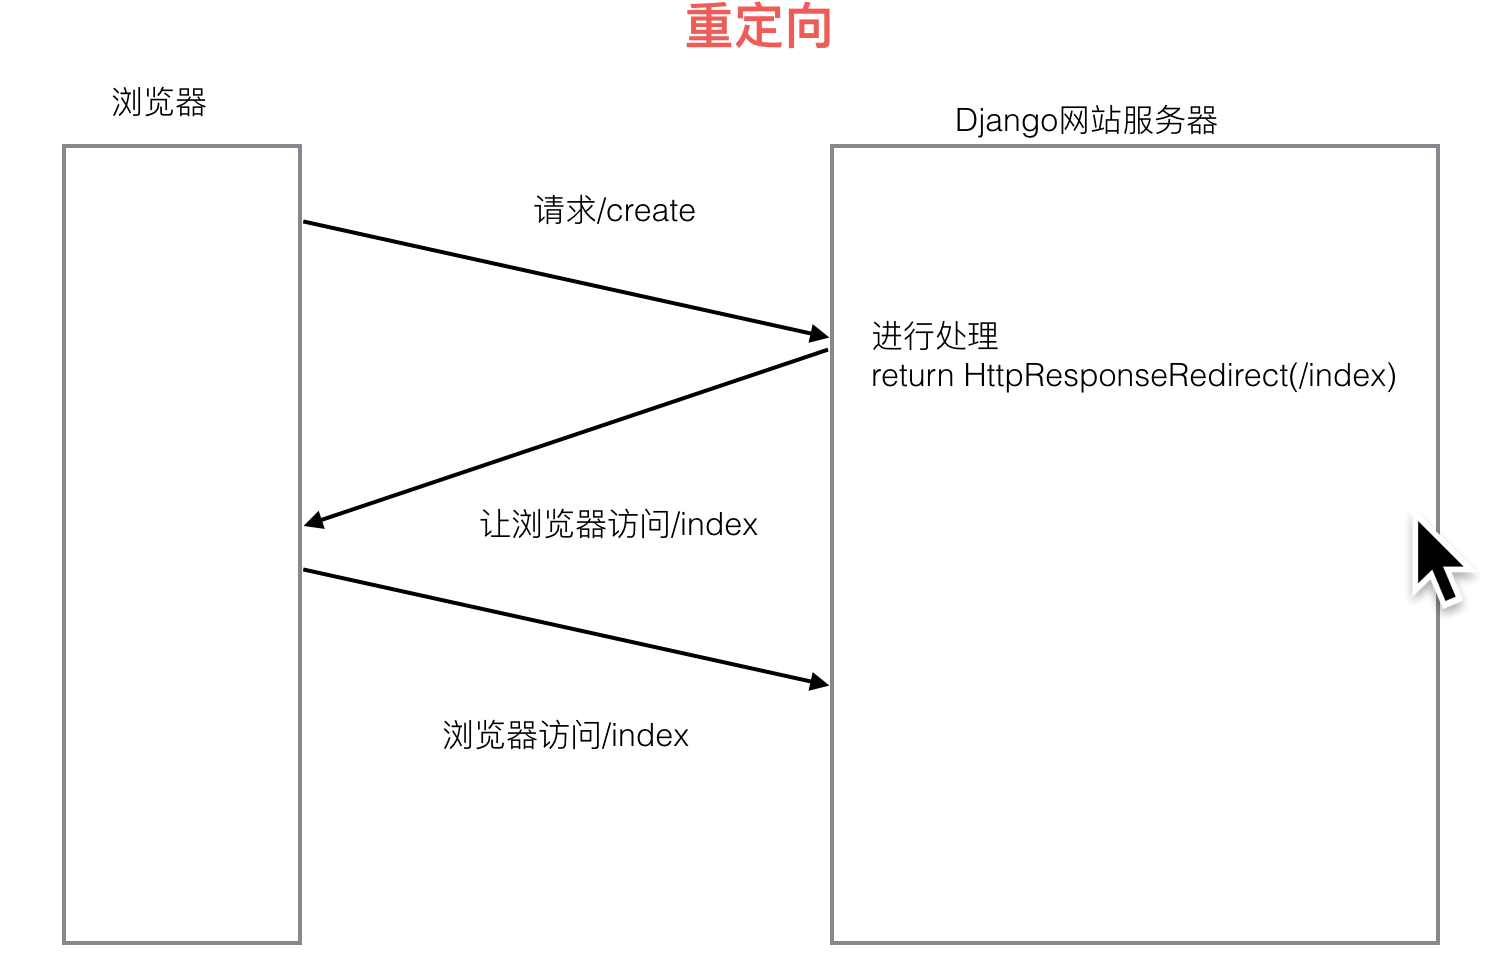 重定向
浏览器
Django网站服务器
请求/create
进行处理
return HttpResponseRedirect(/index)
让浏览器访问/index
浏览器访问/index